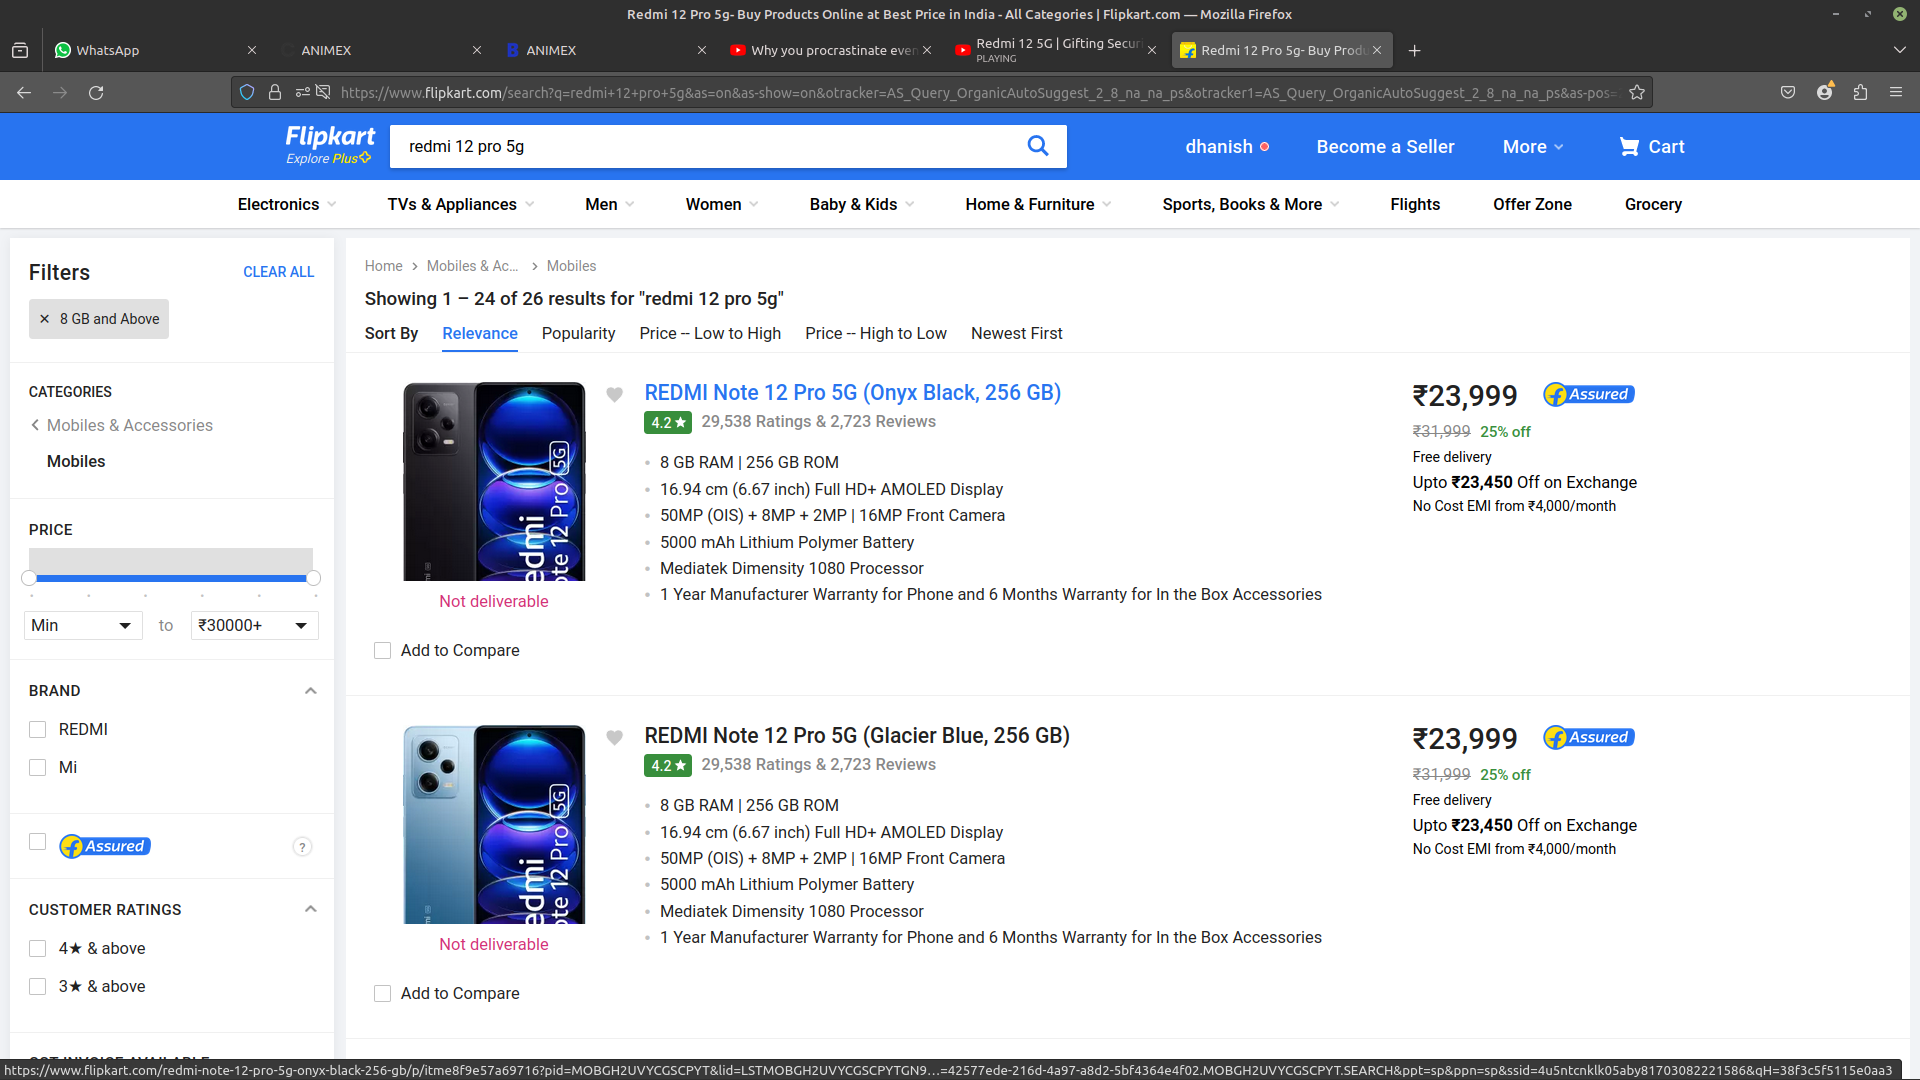 Redmi 12 Pro 5g- Buy Products Online at Best Price in India - All Categories | Flipkart.com — Mozilla Firefox
WhatsApp
ANIMEX
ANIMEX
Why you procrastinate even
Redmi 12 5G | Gifting Securi
PLAYING
Redmi 12 Pro 5g- Buy Produ
https://www.flipkart.com/search?q=redmi+12+pro+5g&as=on&as-show=on&otracker=AS_Query_OrganicAutoSuggest_2_8_na_na_ps&otracker1=AS_Query_OrganicAutoSuggest_2_8_na_na_ps&as-pos=
Flipkart
Explore Plus
redmi 12 pro 5g
dhanish
Become a Seller
More
Cart
Electronics
TVs & Appliances
Men
Women
Baby & Kids
Home & Furniture
Sports, Books & More
Flights
Offer Zone
Grocery
Filters
CLEAR ALL
✕ 8 GB and Above
CATEGORIES
Mobiles & Accessories
Mobiles
PRICE
Min
to
₹30000+
BRAND
REDMI
Mi
Assured
?
CUSTOMER RATINGS
4★ & above
3★ & above
GST INVOICE AVAILABLE
Home
Mobiles & Ac...
Mobiles
Showing 1 – 24 of 26 results for "redmi 12 pro 5g"
Sort By
Relevance
Popularity
Price -- Low to High
Price -- High to Low
Newest First
REDMI Note 12 Pro 5G (Onyx Black, 256 GB)
4.2★
29,538 Ratings & 2,723 Reviews
8 GB RAM | 256 GB ROM
16.94 cm (6.67 inch) Full HD+ AMOLED Display
50MP (OIS) + 8MP + 2MP | 16MP Front Camera
5000 mAh Lithium Polymer Battery
Mediatek Dimensity 1080 Processor
1 Year Manufacturer Warranty for Phone and 6 Months Warranty for In the Box Accessories
₹23,999
Assured
₹31,999 25% off
Free delivery
Upto ₹23,450 Off on Exchange
No Cost EMI from ₹4,000/month
edmi
ote 12 Pro 5G
Not deliverable
Add to Compare
REDMI Note 12 Pro 5G (Glacier Blue, 256 GB)
4.2★
29,538 Ratings & 2,723 Reviews
8 GB RAM | 256 GB ROM
16.94 cm (6.67 inch) Full HD+ AMOLED Display
50MP (OIS) + 8MP + 2MP | 16MP Front Camera
5000 mAh Lithium Polymer Battery
Mediatek Dimensity 1080 Processor
1 Year Manufacturer Warranty for Phone and 6 Months Warranty for In the Box Accessories
₹23,999
Assured
₹31,999 25% off
Free delivery
Upto ₹23,450 Off on Exchange
No Cost EMI from ₹4,000/month
edmi
ote 12 Pro 5G
Not deliverable
Add to Compare
https://www.flipkart.com/redmi-note-12-pro-5g-onyx-black-256-gb/p/itme8f9e57a69716?pid=MOBGH2UVYCGSCPYT&lid=LSTMOBGH2UVYCGSCPYTGN9…=42577ede-216d-4a97-a8d2-5bf4364e4f02.MOBGH2UVYCGSCPYT.SEARCH&ppt=sp&ppn=sp&ssid=4u5ntcnklk05aby81703082221586&qH=38f3c5f5115e0aa3